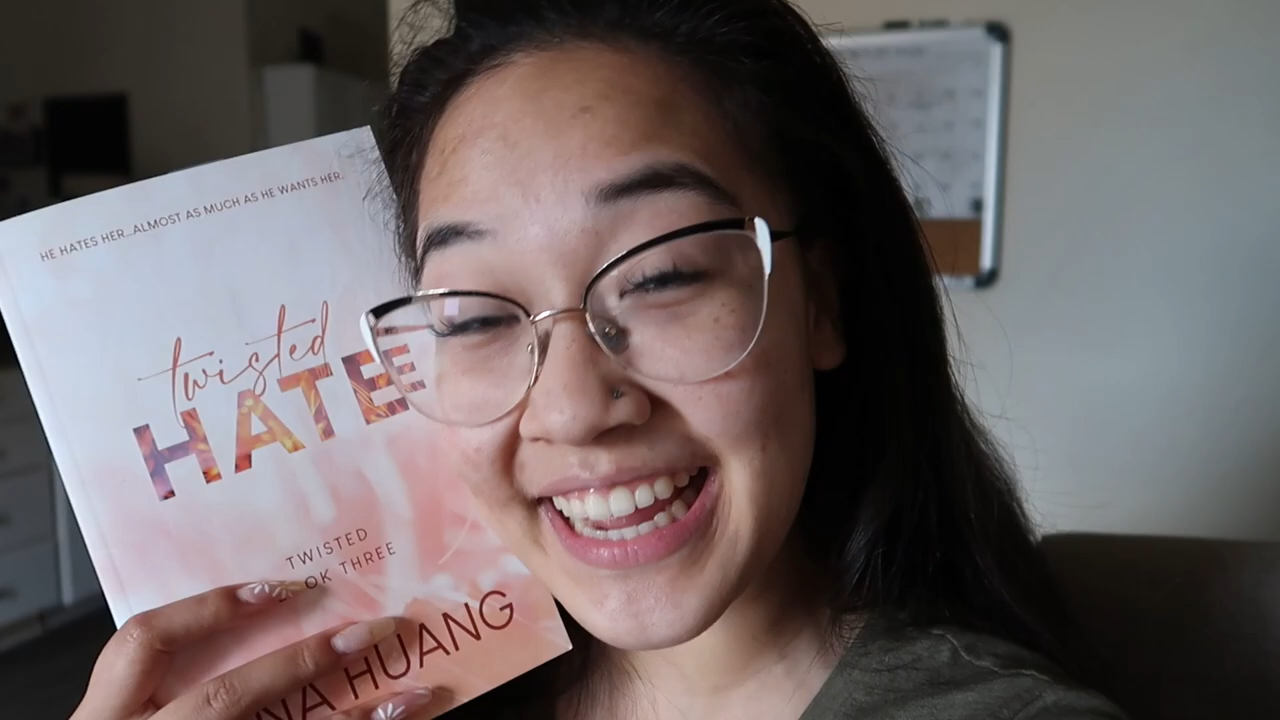 HE HATES HER...ALMOST AS MUCH AS HE WANTS HER.
twisted
HATE
TWISTED
OK THREE
NA HUANG